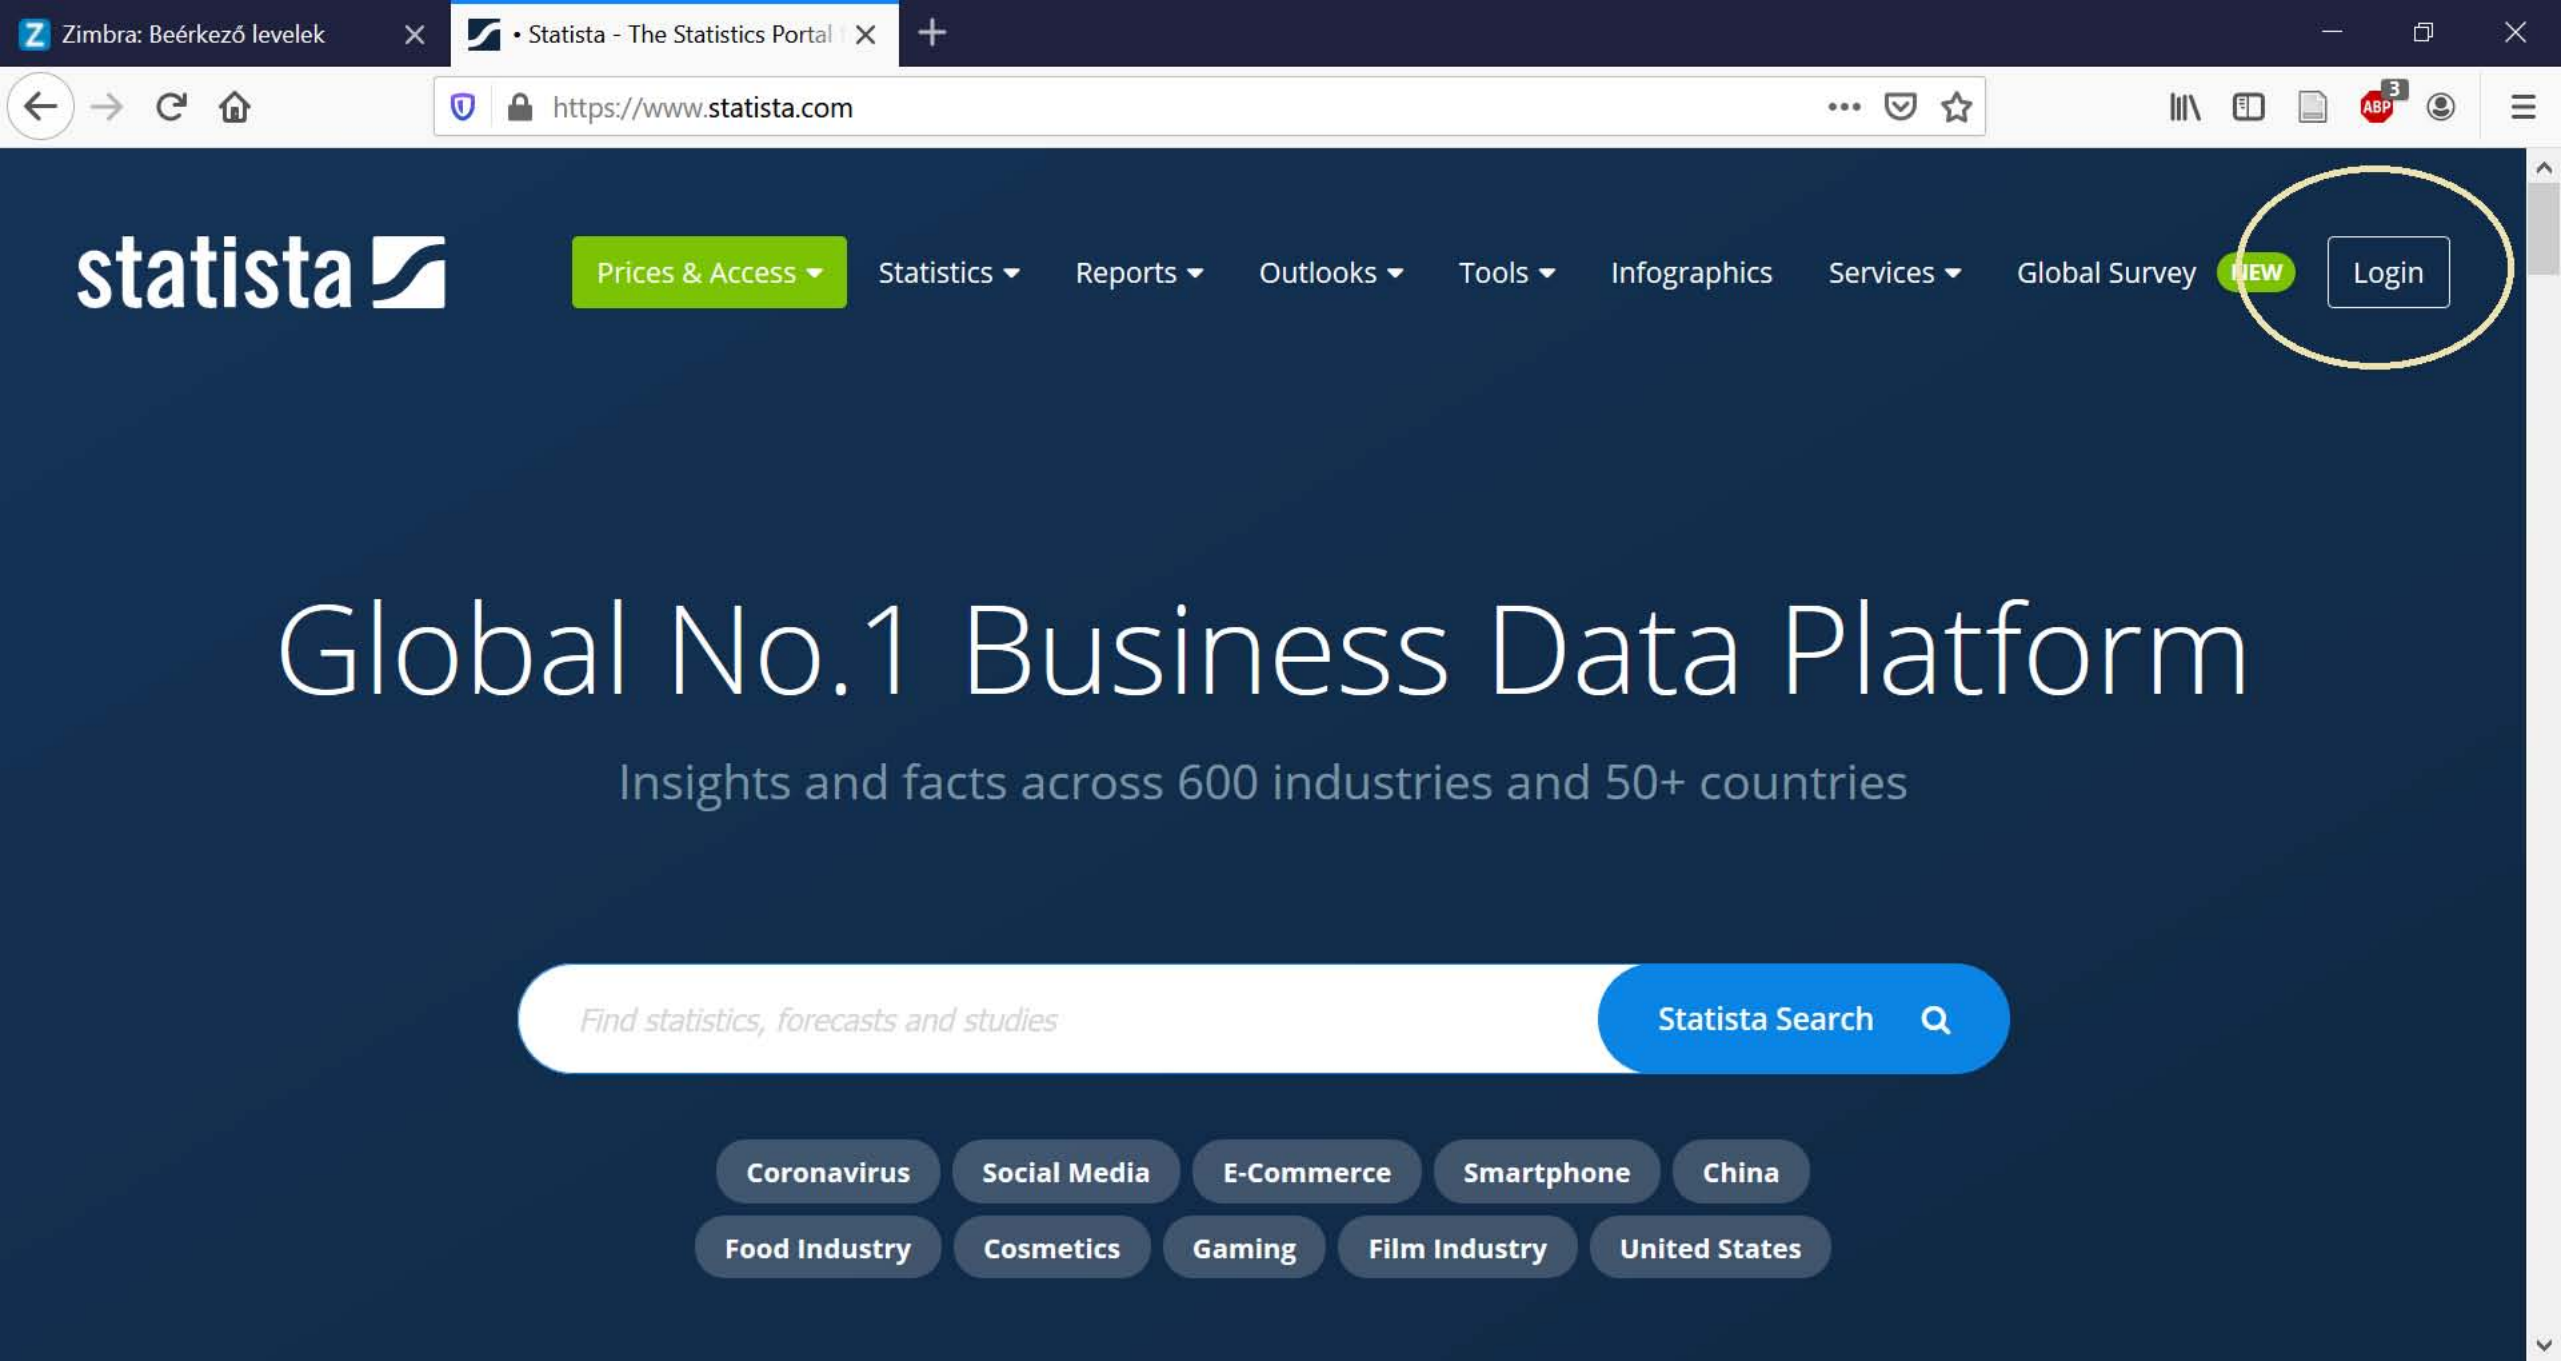 Zimbra: Beérkező levelek
• Statista - The Statistics Portal
https://www.statista.com
ABP 3
statista
Prices & Access Statistics Reports Outlooks Tools Infographics Services Global Survey NEW Login
Global No.1 Business Data Platform
Insights and facts across 600 industries and 50+ countries
Find statistics, forecasts and studies Statista Search
Coronavirus Social Media E-Commerce Smartphone China
Food Industry Cosmetics Gaming Film Industry United States